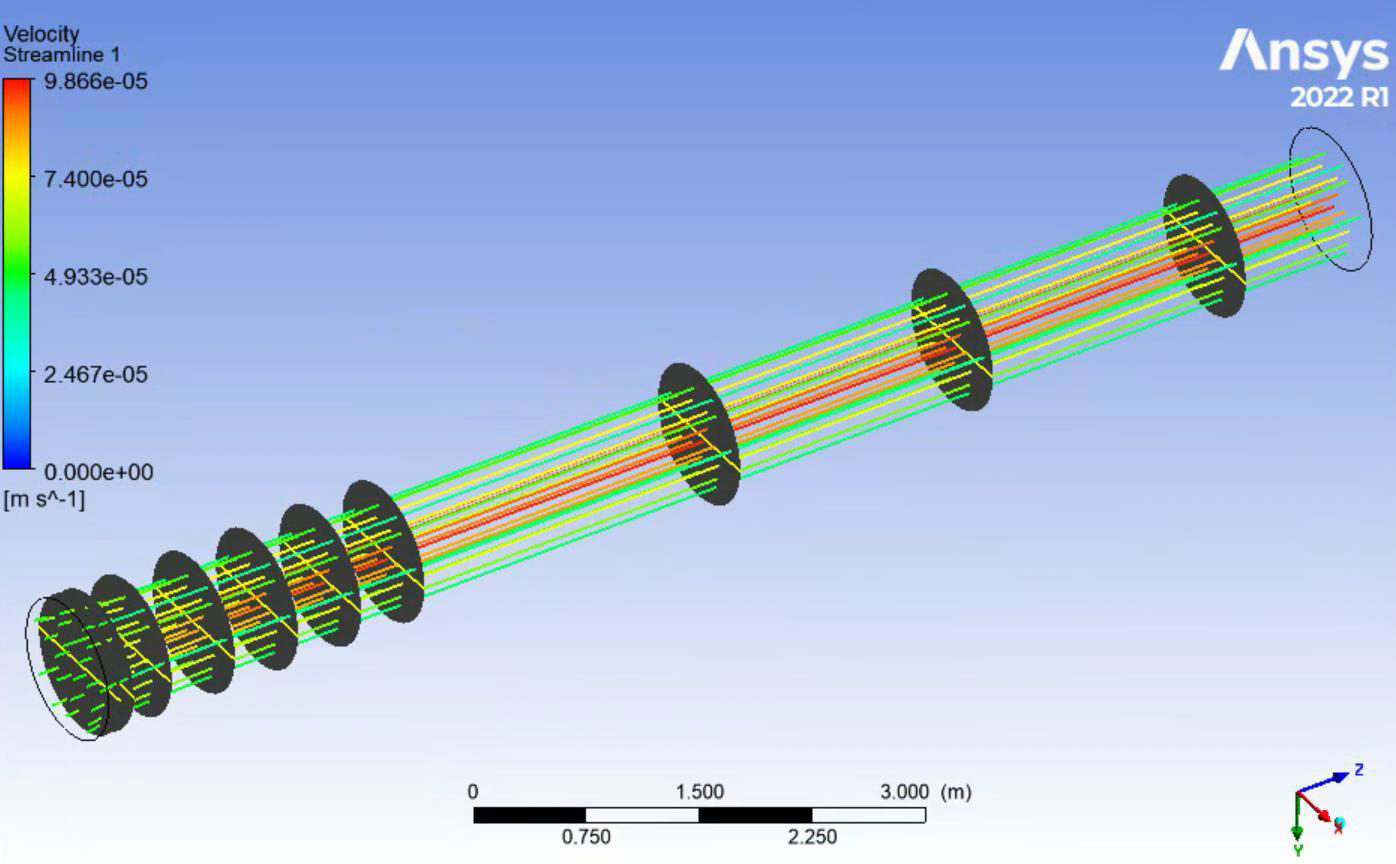 Velocity
Streamline 1
9.866e-05
7.400e-05
4.933e-05
2.467e-05
0.000e+00
[m s^-1]
Ansys
2022 R1
0 1.500 3.000 (m)
0.750 2.250
Z
X
Y